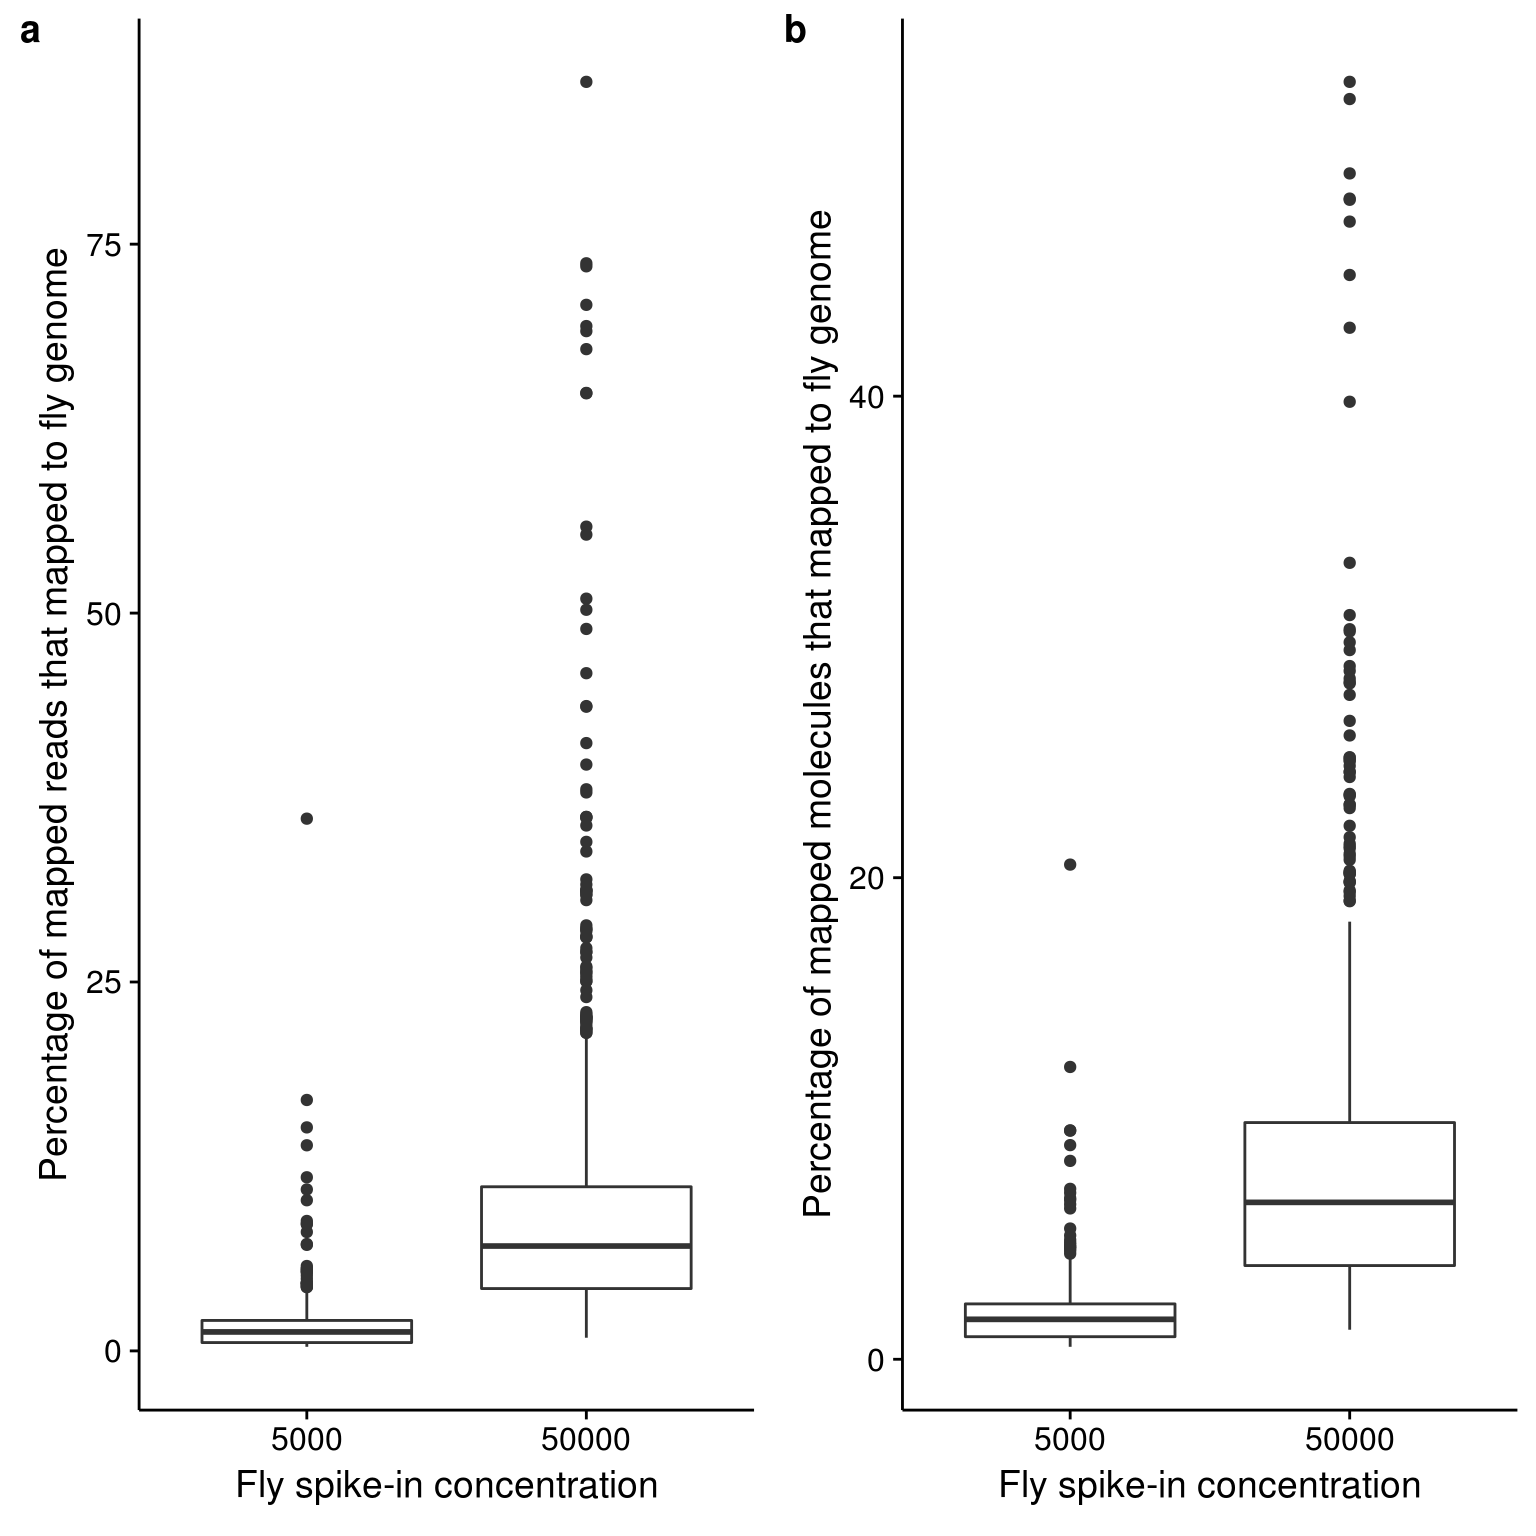 a
Percentage of mapped reads that mapped to fly genome
75
50
25
0
5000
50000
Fly spike-in concentration
b
Percentage of mapped molecules that mapped to fly genome
40
20
0
5000
50000
Fly spike-in concentration